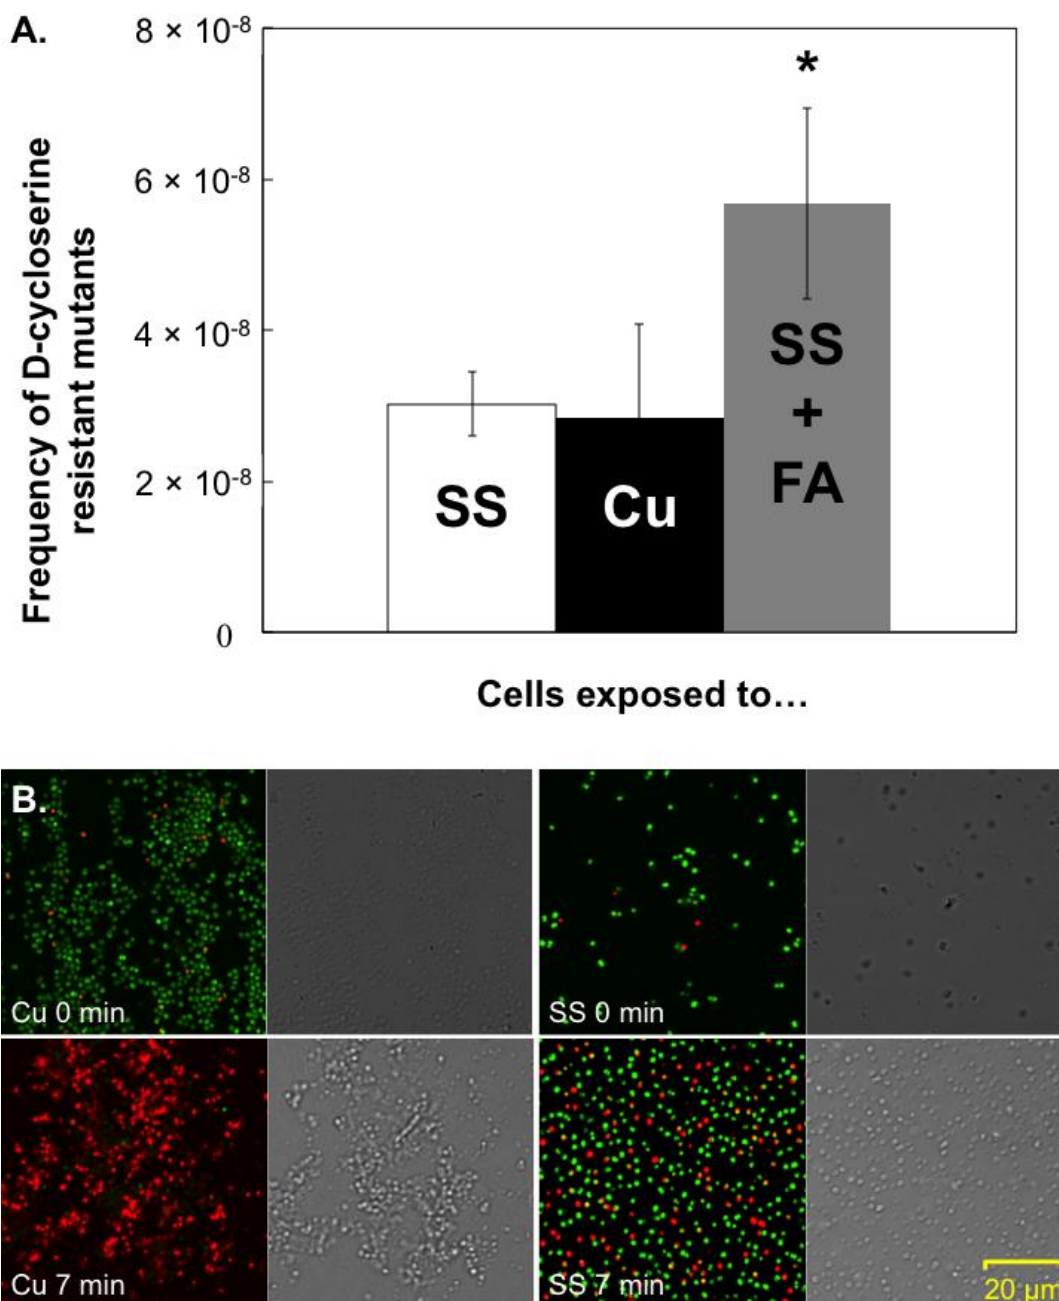 A.
8 × 10-8
*
6 × 10-8
Frequency of D-cycloserine
resistant mutants
4 × 10-8
SS
+
FA
2 × 10-8
SS
Cu
0
Cells exposed to…
B.
Cu 0 min
SS 0 min
Cu 7 min
SS 7 min
20 µm